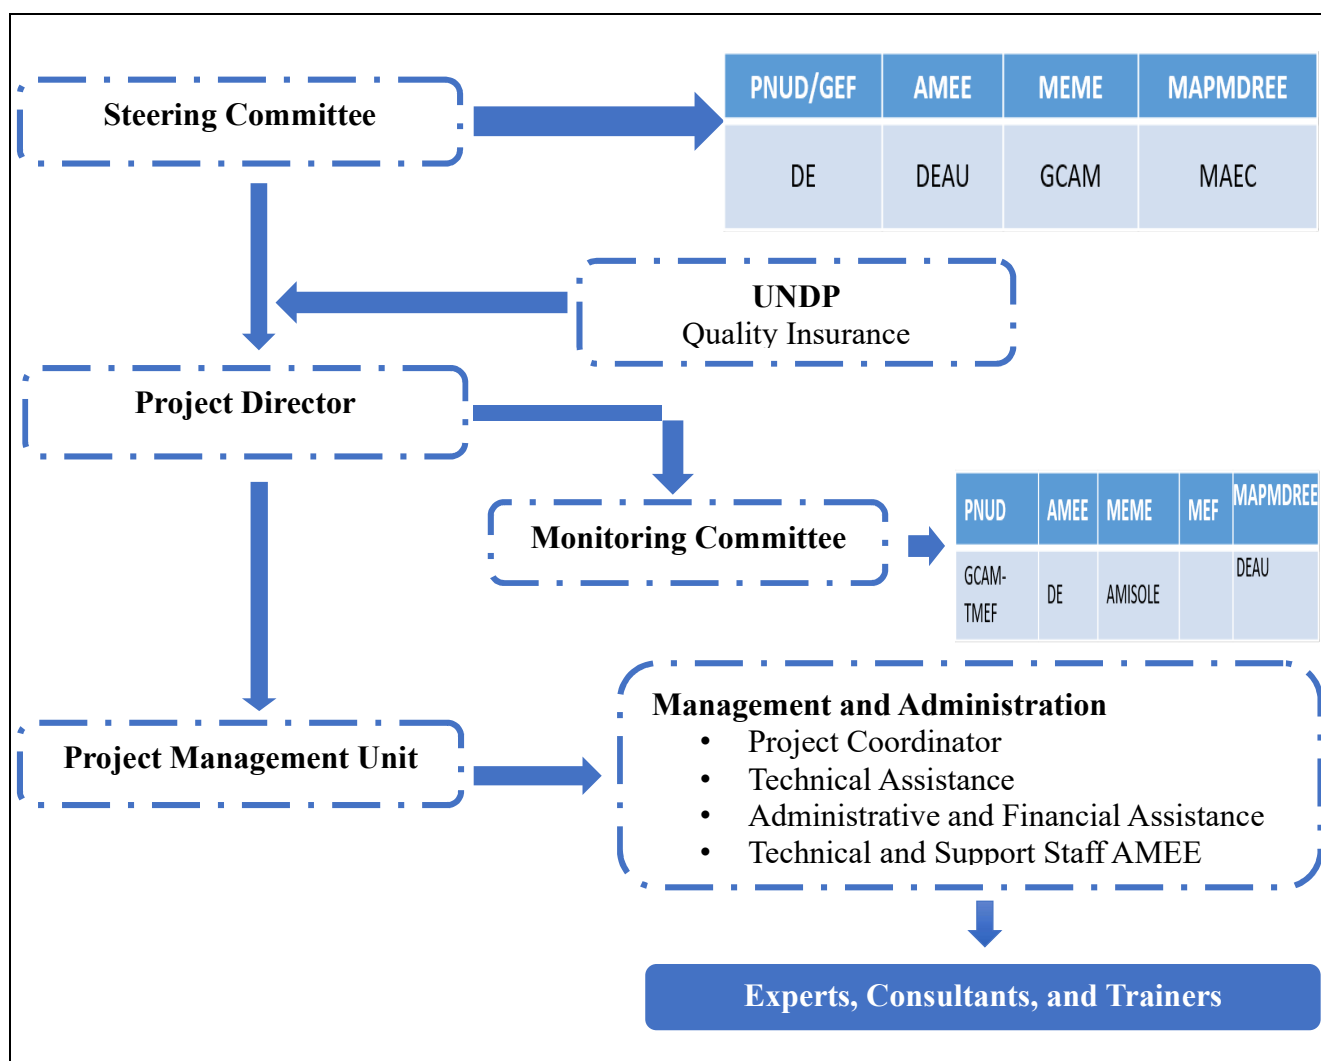 Steering Committee
PNUD/GEF AMEE MEME MAPMDREE
DE DEAU GCAM MAEC
UNDP
Quality Insurance
Project Director
Monitoring Committee
PNUD AMEE MEME MEF MAPMDREE
GCAM-
TMEF DE AMISOLE DEAU
Project Management Unit
Management and Administration
• Project Coordinator
• Technical Assistance
• Administrative and Financial Assistance
• Technical and Support Staff AMEE
Experts, Consultants, and Trainers